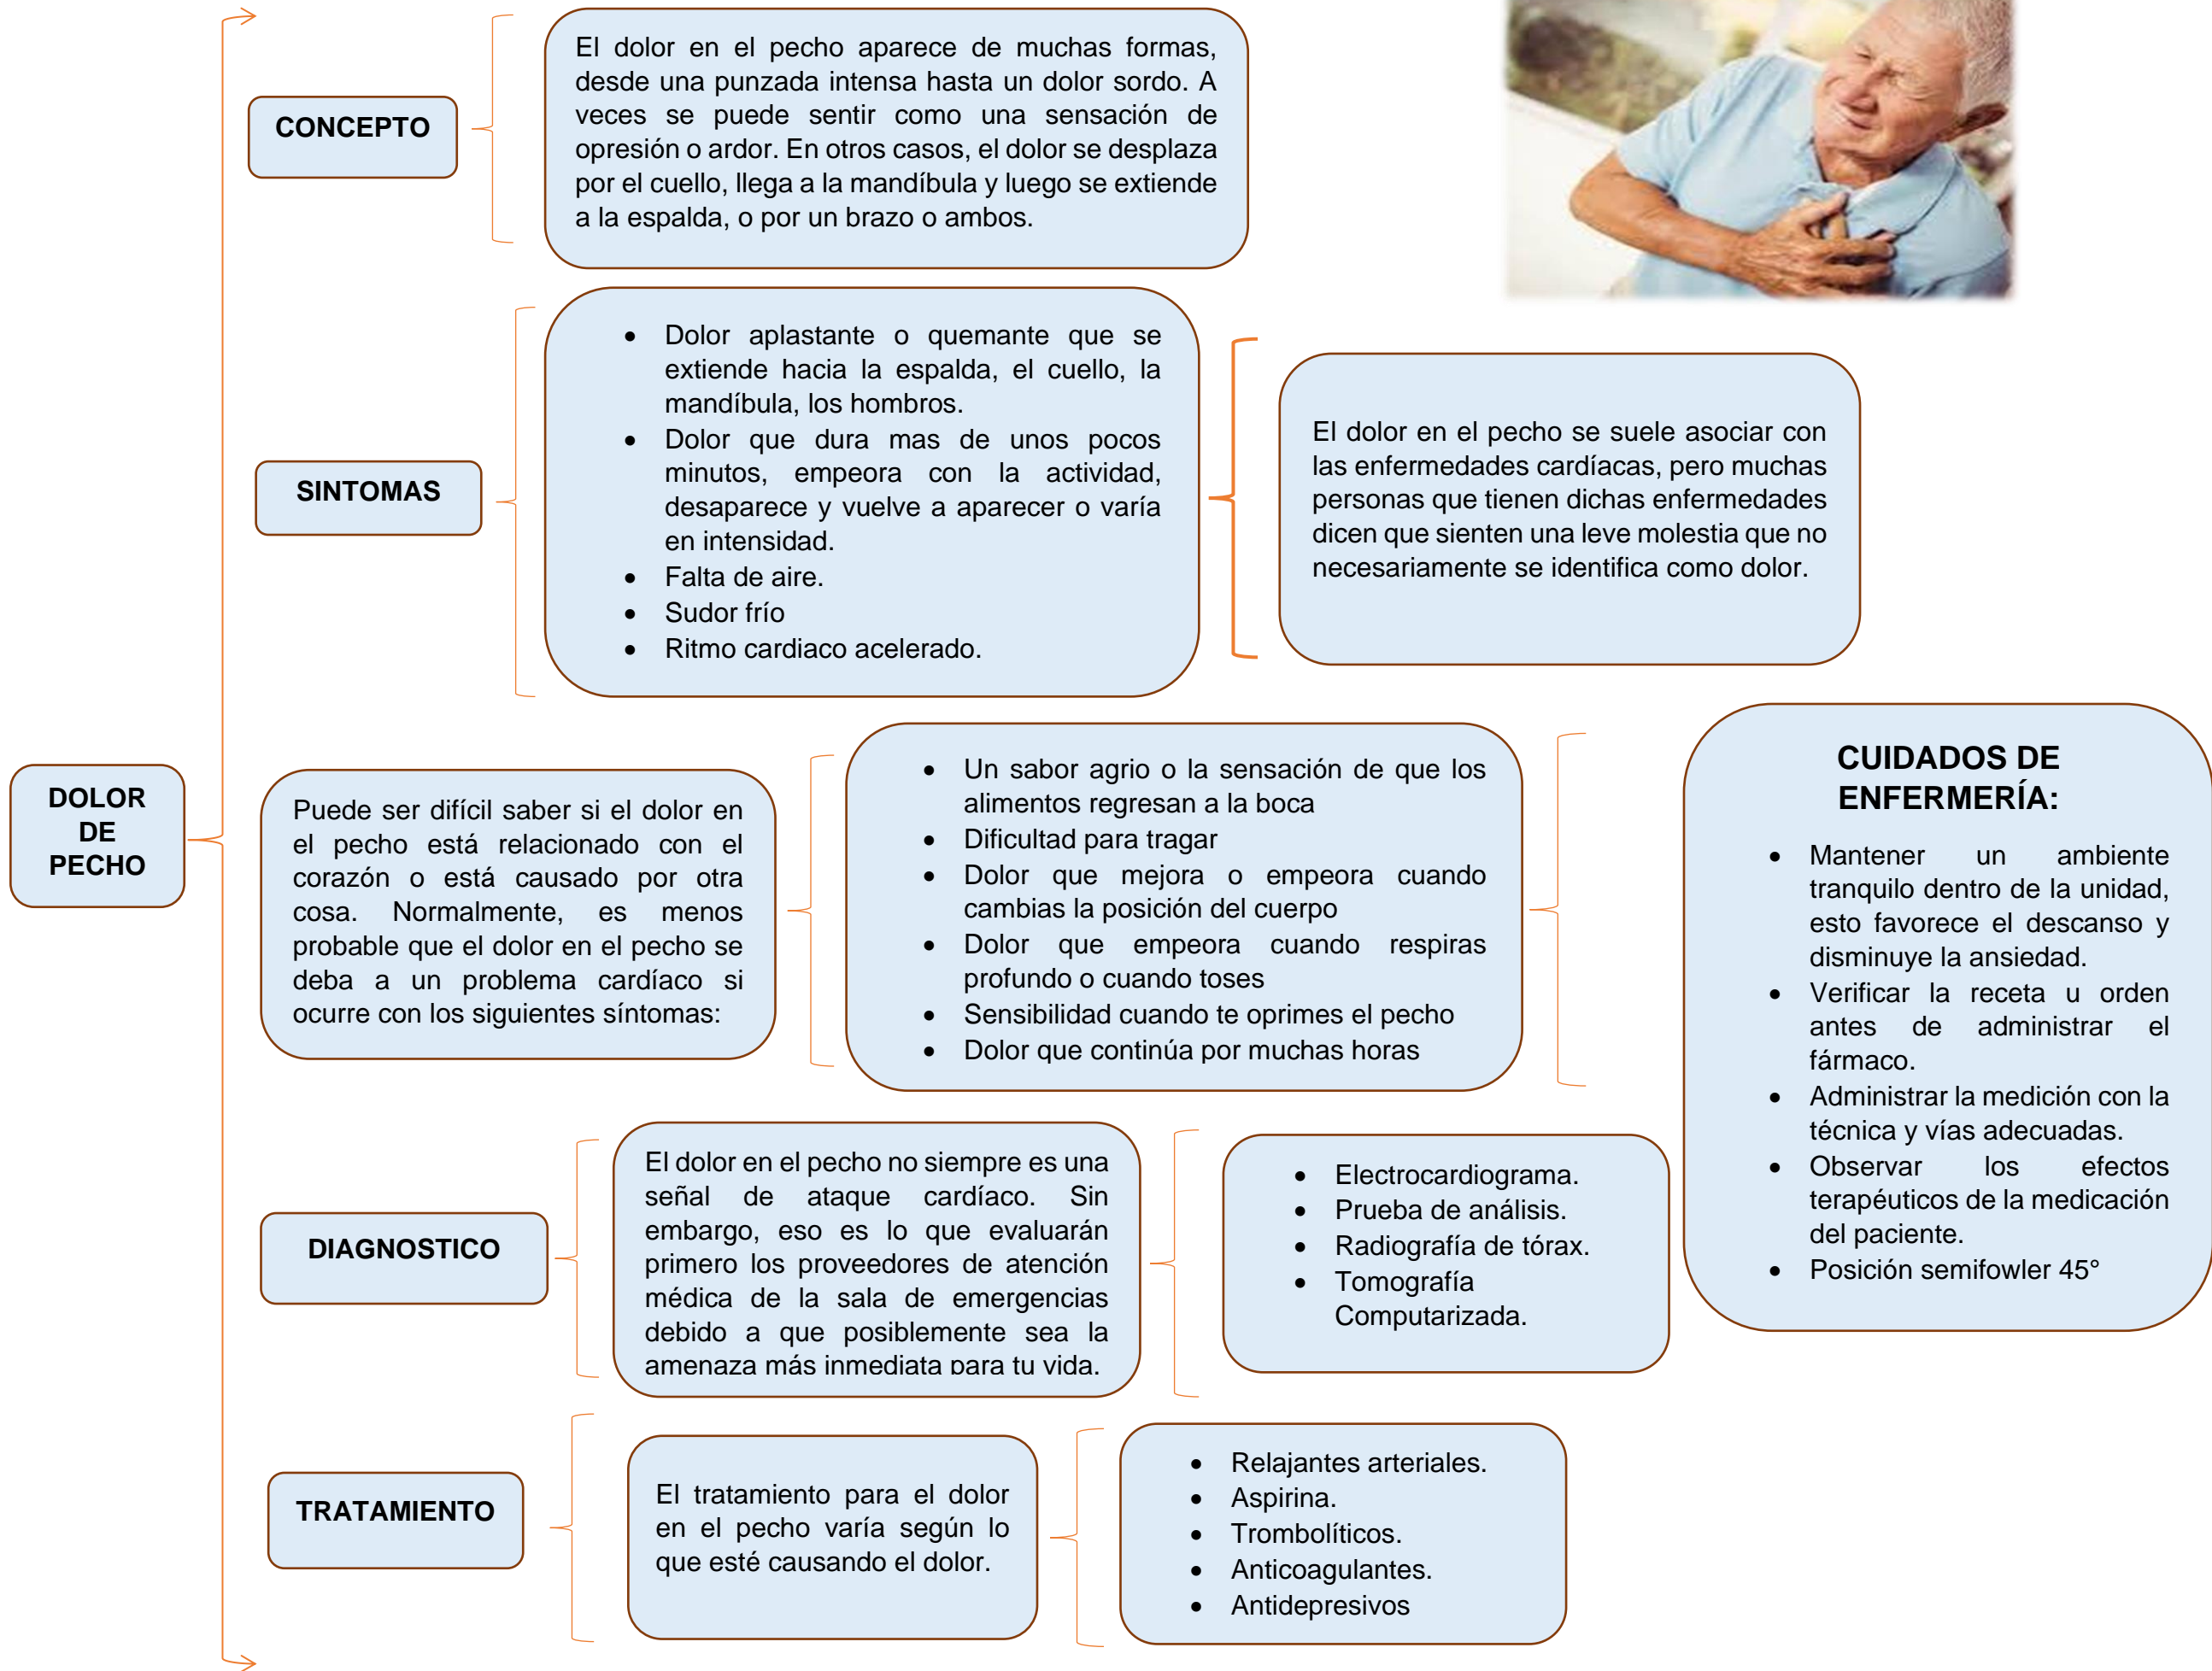 DOLOR
DE
PECHO
CONCEPTO
El dolor en el pecho aparece de muchas formas,
desde una punzada intensa hasta un dolor sordo. A
veces se puede sentir como una sensación de
opresión o ardor. En otros casos, el dolor se desplaza
por el cuello, llega a la mandíbula y luego se extiende
a la espalda, o por un brazo o ambos.
SINTOMAS
• Dolor aplastante o quemante que se
extiende hacia la espalda, el cuello, la
mandíbula, los hombros.
• Dolor que dura mas de unos pocos
minutos, empeora con la actividad,
desaparece y vuelve a aparecer o varía
en intensidad.
• Falta de aire.
• Sudor frío
• Ritmo cardiaco acelerado.
El dolor en el pecho se suele asociar con
las enfermedades cardíacas, pero muchas
personas que tienen dichas enfermedades
dicen que sienten una leve molestia que no
necesariamente se identifica como dolor.
Puede ser difícil saber si el dolor en
el pecho está relacionado con el
corazón o está causado por otra
cosa. Normalmente, es menos
probable que el dolor en el pecho se
deba a un problema cardíaco si
ocurre con los siguientes síntomas:
• Un sabor agrio o la sensación de que los
alimentos regresan a la boca
• Dificultad para tragar
• Dolor que mejora o empeora cuando
cambias la posición del cuerpo
• Dolor que empeora cuando respiras
profundo o cuando toses
• Sensibilidad cuando te oprimes el pecho
• Dolor que continúa por muchas horas
CUIDADOS DE
ENFERMERÍA:
• Mantener un ambiente
tranquilo dentro de la unidad,
esto favorece el descanso y
disminuye la ansiedad.
• Verificar la receta u orden
antes de administrar el
fármaco.
• Administrar la medición con la
técnica y vías adecuadas.
• Observar los efectos
terapéuticos de la medicación
del paciente.
• Posición semifowler 45°
DIAGNOSTICO
El dolor en el pecho no siempre es una
señal de ataque cardíaco. Sin
embargo, eso es lo que evaluarán
primero los proveedores de atención
médica de la sala de emergencias
debido a que posiblemente sea la
amenaza más inmediata para tu vida.
• Electrocardiograma.
• Prueba de análisis.
• Radiografía de tórax.
• Tomografía
Computarizada.
TRATAMIENTO
El tratamiento para el dolor
en el pecho varía según lo
que esté causando el dolor.
• Relajantes arteriales.
• Aspirina.
• Trombolíticos.
• Anticoagulantes.
• Antidepresivos